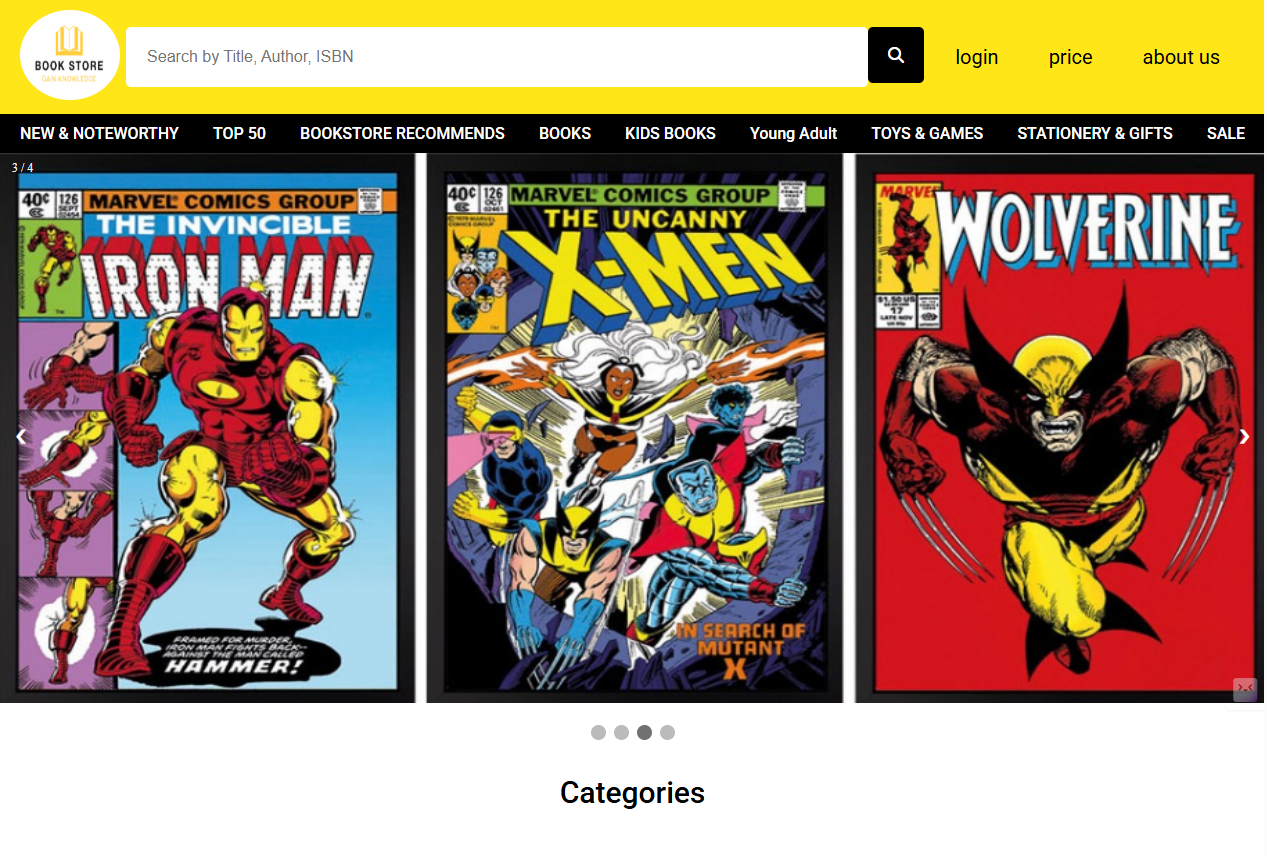 BOOK STORE
GAIN KNOWLEDGE
Search by Title, Author, ISBN
login
price
about us
NEW & NOTEWORTHY
TOP 50
BOOKSTORE RECOMMENDS
BOOKS
KIDS BOOKS
Young Adult
TOYS & GAMES
STATIONERY & GIFTS
SALE
3 / 4
40¢
126
SEPT
02454
MARVEL® COMICS GROUP
THE INVINCIBLE
IRON MAN
FRAMED FOR MURDER,
IRON MAN FIGHTS BACK--
AGAINST THE MAN CALLED
HAMMER!
40¢
126
OCT
02461
MARVEL® COMICS GROUP
THE UNCANNY
X-MEN
IN SEARCH OF
MUTANT
X
MARVEL
WOLVERINE
$1.50 US
17
LATE NOV
❮
❯
Categories